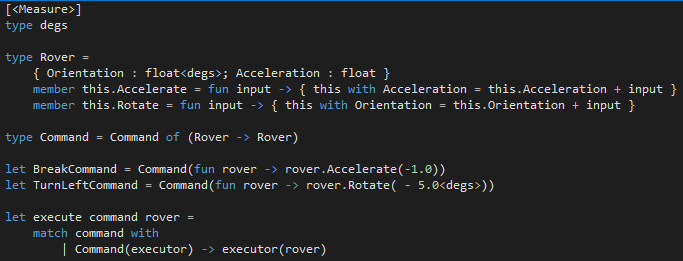 [<Measure>]
type degs
type Rover =
{ Orientation : float<degs>; Acceleration : float }
member this.Accelerate = fun input -> { this with Acceleration = this.Acceleration + input }
member this.Rotate = fun input -> { this with Orientation = this.Orientation + input }
type Command = Command of (Rover -> Rover)
let BreakCommand = Command(fun rover -> rover.Accelerate(-1.0))
let TurnLeftCommand = Command(fun rover -> rover.Rotate( - 5.0<degs>))
let execute command rover =
match command with
| Command(executor) -> executor(rover)